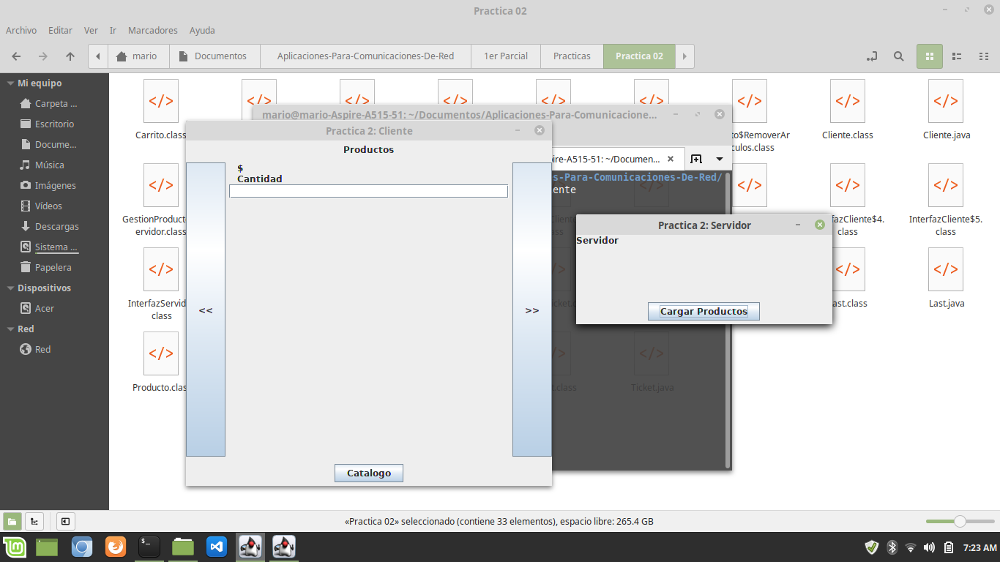 Practica 02
Archivo Editar Ver Ir Marcadores Ayuda
mario Documentos Aplicaciones-Para-Comunicaciones-De-Red 1er Parcial Practicas Practica 02
Mi equipo
Carpeta ...
Escritorio
Docume...
Música
Imágenes
Vídeos
Descargas
Sistema ...
Papelera
Dispositivos
Acer
Red
Red
</> </> </> </> </> </> </> </> </>
Carrito.class
to$RemoverAr
culos.class
Cliente.class
Cliente.java
GestionProduct
ervidor.class
fazCliente$4.
class
InterfazCliente$5.
class
InterfazServid
class
ast.class
Last.java
Producto.clas
Ticket.java
mario@mario-Aspire-A515-51: ~/Documentos/Aplicaciones-Para-Comunicacione...
ire-A515-51: ~/Documen...
s-Para-Comunicaciones-De-Red/
ente
Practica 2: Cliente
Productos
$
Cantidad
<<
>>
Catalogo
Practica 2: Servidor
Servidor
Cargar Productos
«Practica 02» seleccionado (contiene 33 elementos), espacio libre: 265.4 GB
7:23 AM